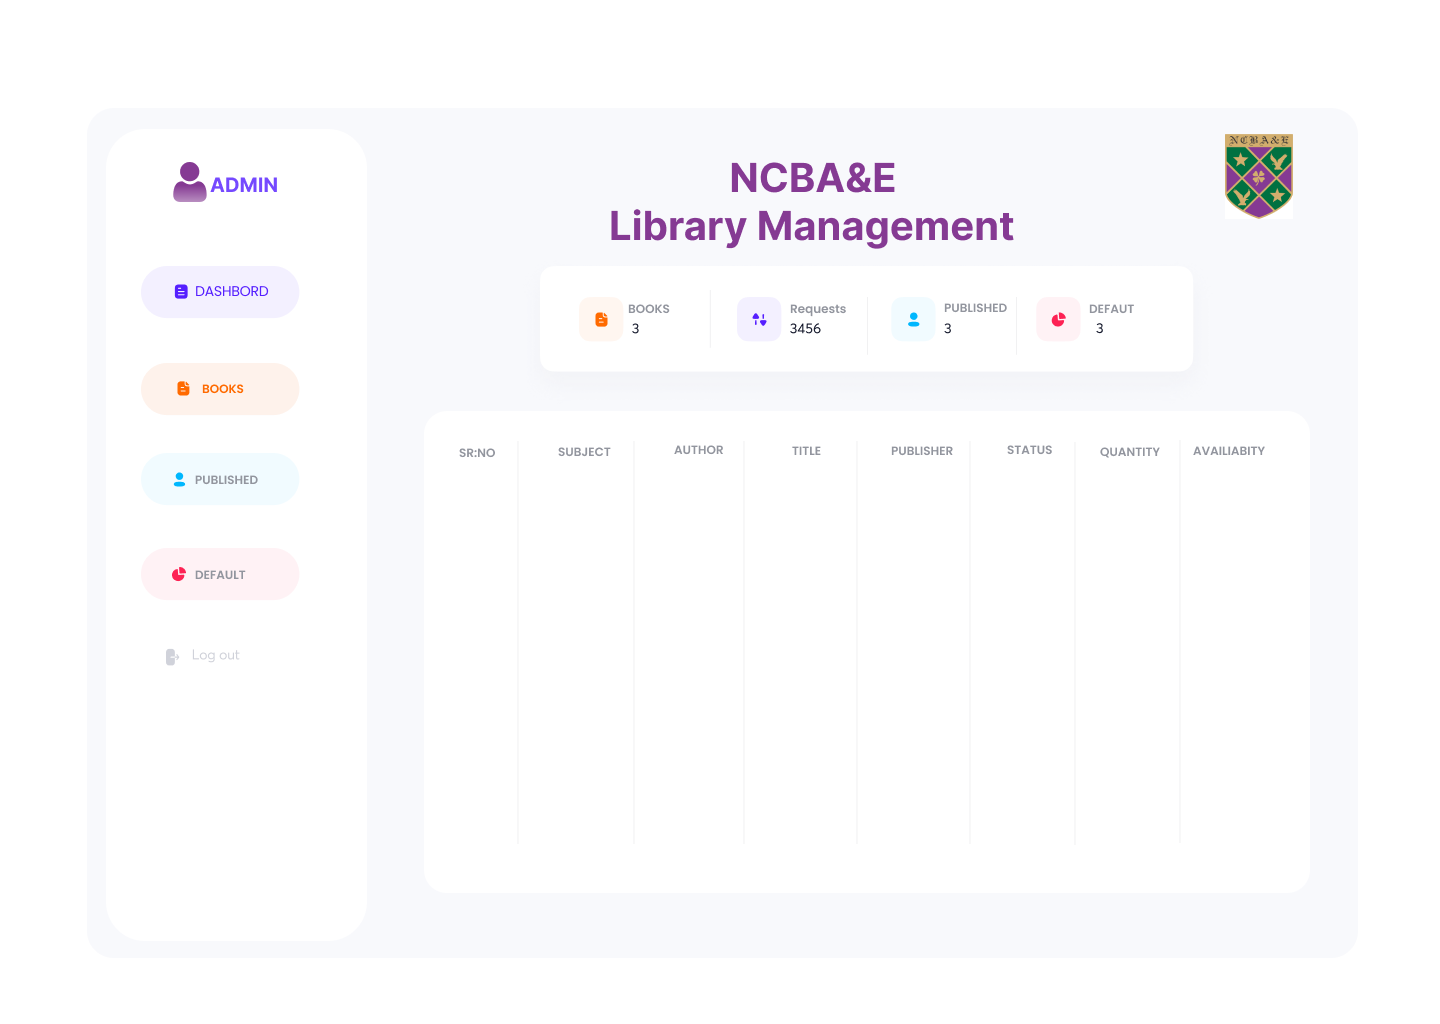 ADMIN
DASHBORD
BOOKS
PUBLISHED
DEFAULT
Log out
NCBA&E
Library Management
NCBA&E
BOOKS
3
Requests
3456
PUBLISHED
3
DEFAUT
3
SR:NO SUBJECT AUTHOR TITLE PUBLISHER STATUS QUANTITY AVAILIABITY